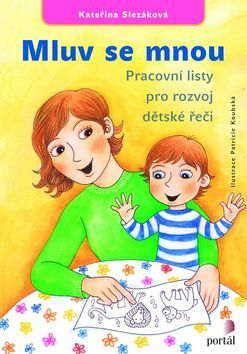 Kateřina Slezáková
Mluv se mnou
Pracovní listy
pro rozvoj
dětské řeči
Ilustrace Patricie Koubská
portál